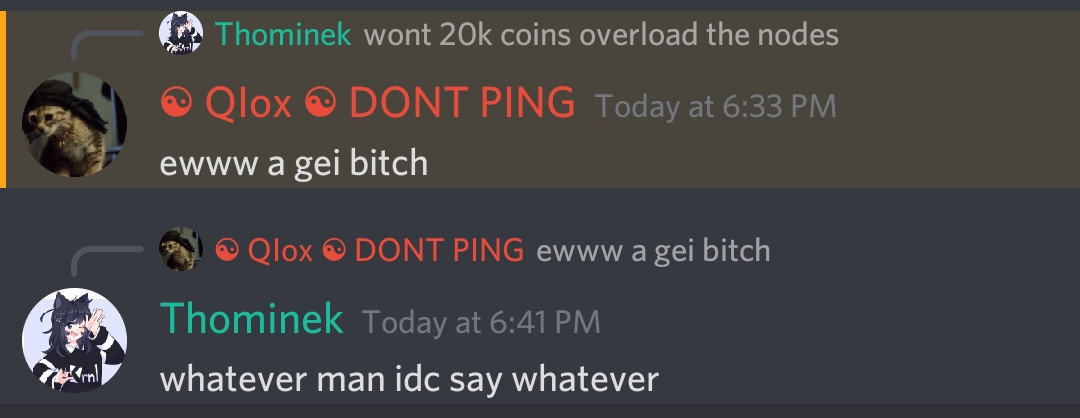 Thominek wont 20k coins overload the nodes
☯ Qlox ☯ DONT PING Today at 6:33 PM
ewww a gei bitch
☯ Qlox ☯ DONT PING ewww a gei bitch
Thominek Today at 6:41 PM
whatever man idc say whatever